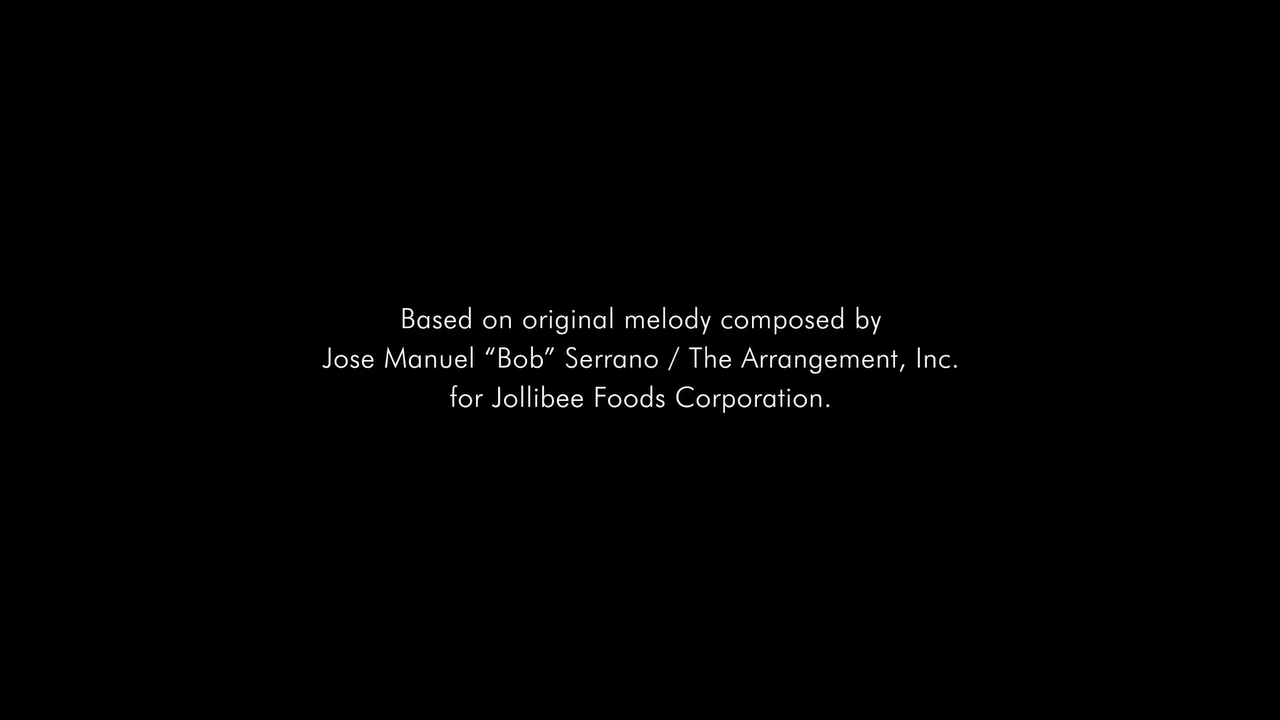 Based on original melody composed by
Jose Manuel “Bob” Serrano / The Arrangement, Inc.
for Jollibee Foods Corporation.